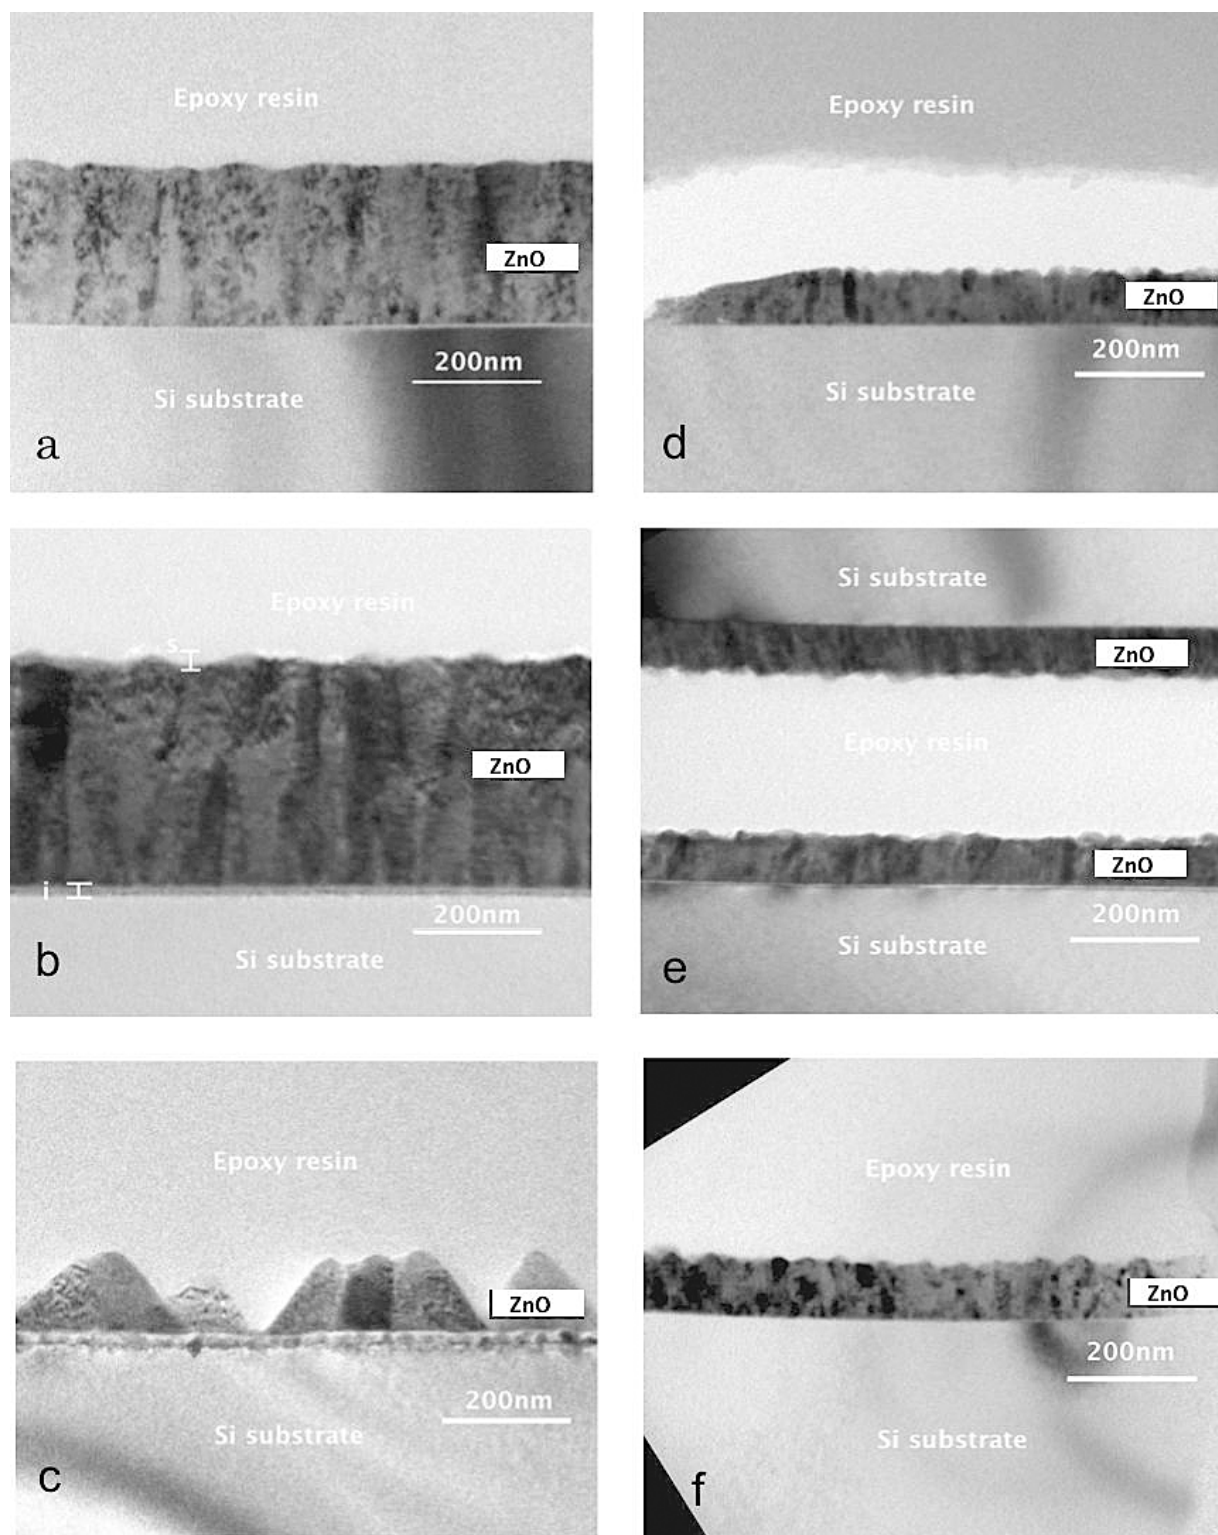 Epoxy resin
ZnO
200nm
Si substrate
a
Epoxy resin
ZnO
200nm
Si substrate
d
Epoxy resin
s
ZnO
i
200nm
Si substrate
b
Si substrate
ZnO
Epoxy resin
ZnO
200nm
Si substrate
e
Epoxy resin
ZnO
200nm
Si substrate
c
Epoxy resin
ZnO
200nm
Si substrate
f